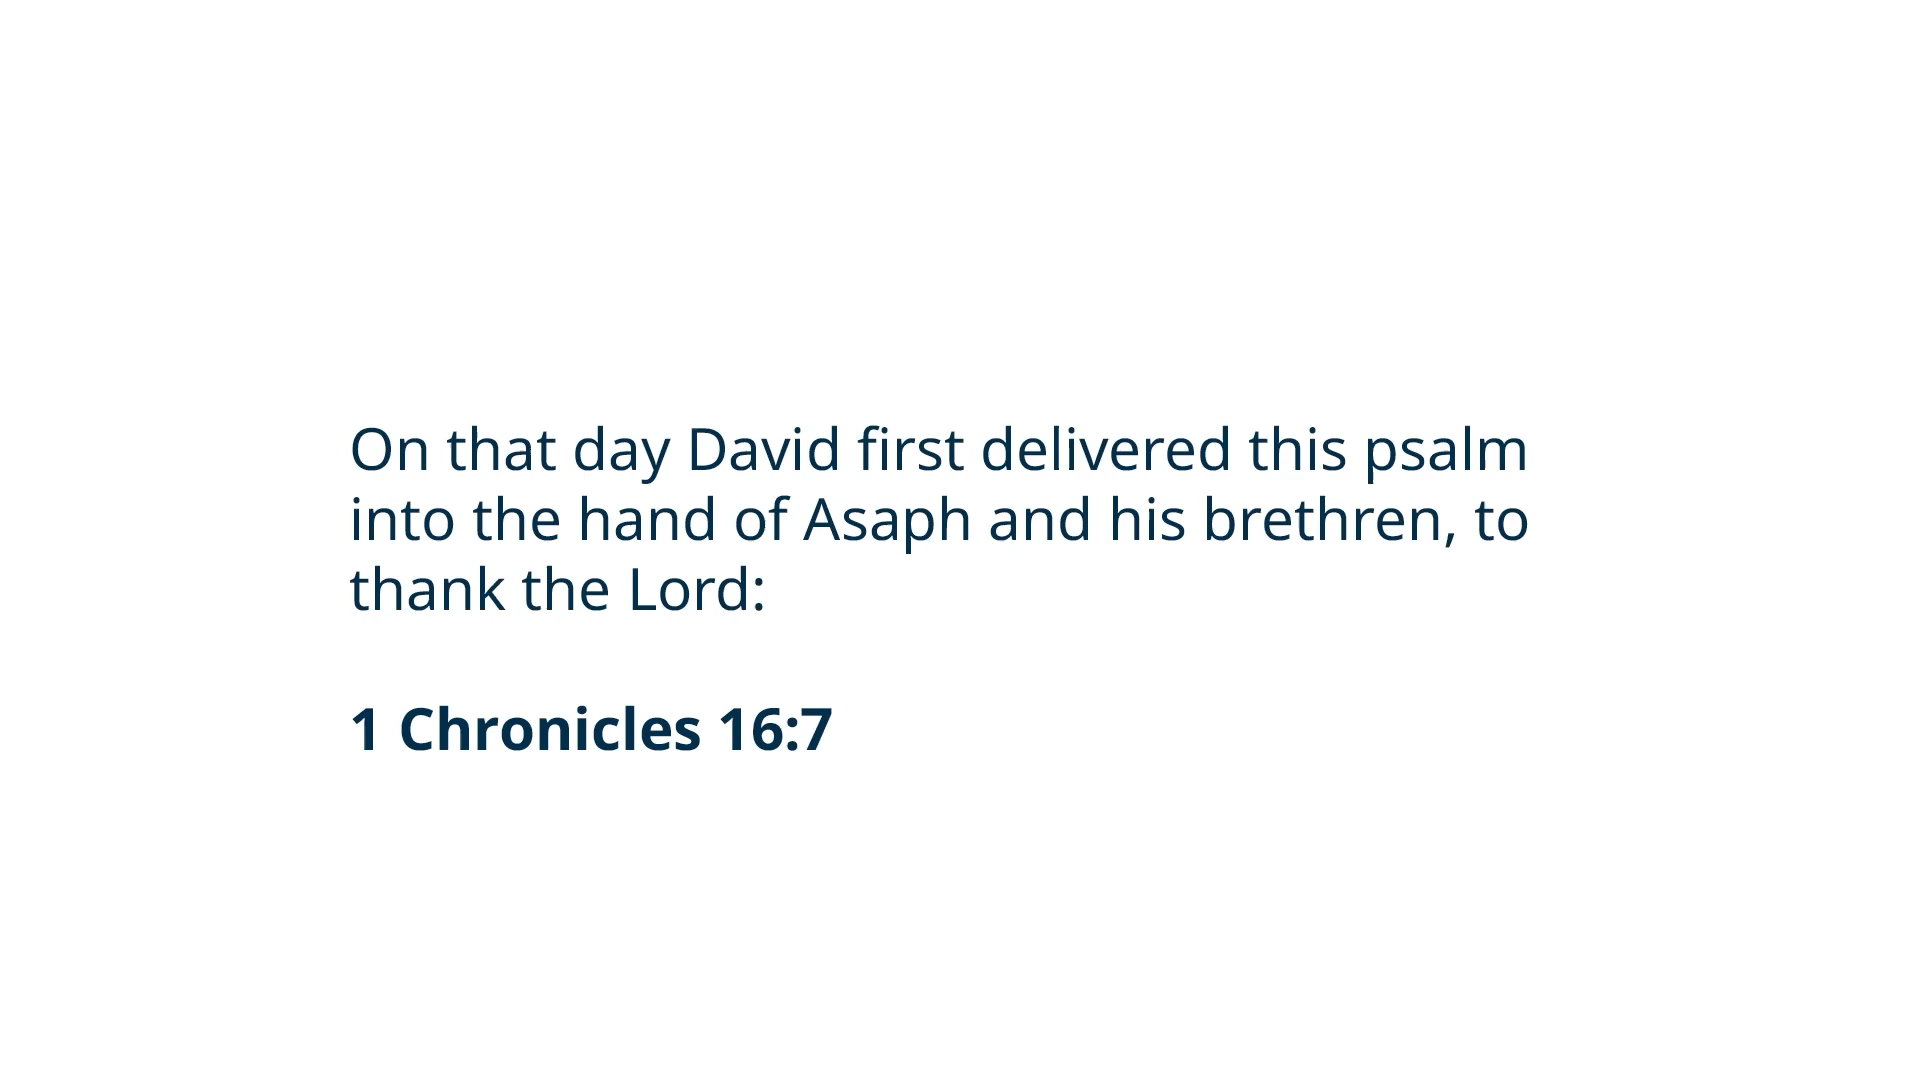 On that day David first delivered this psalm
into the hand of Asaph and his brethren, to
thank the Lord:
1 Chronicles 16:7